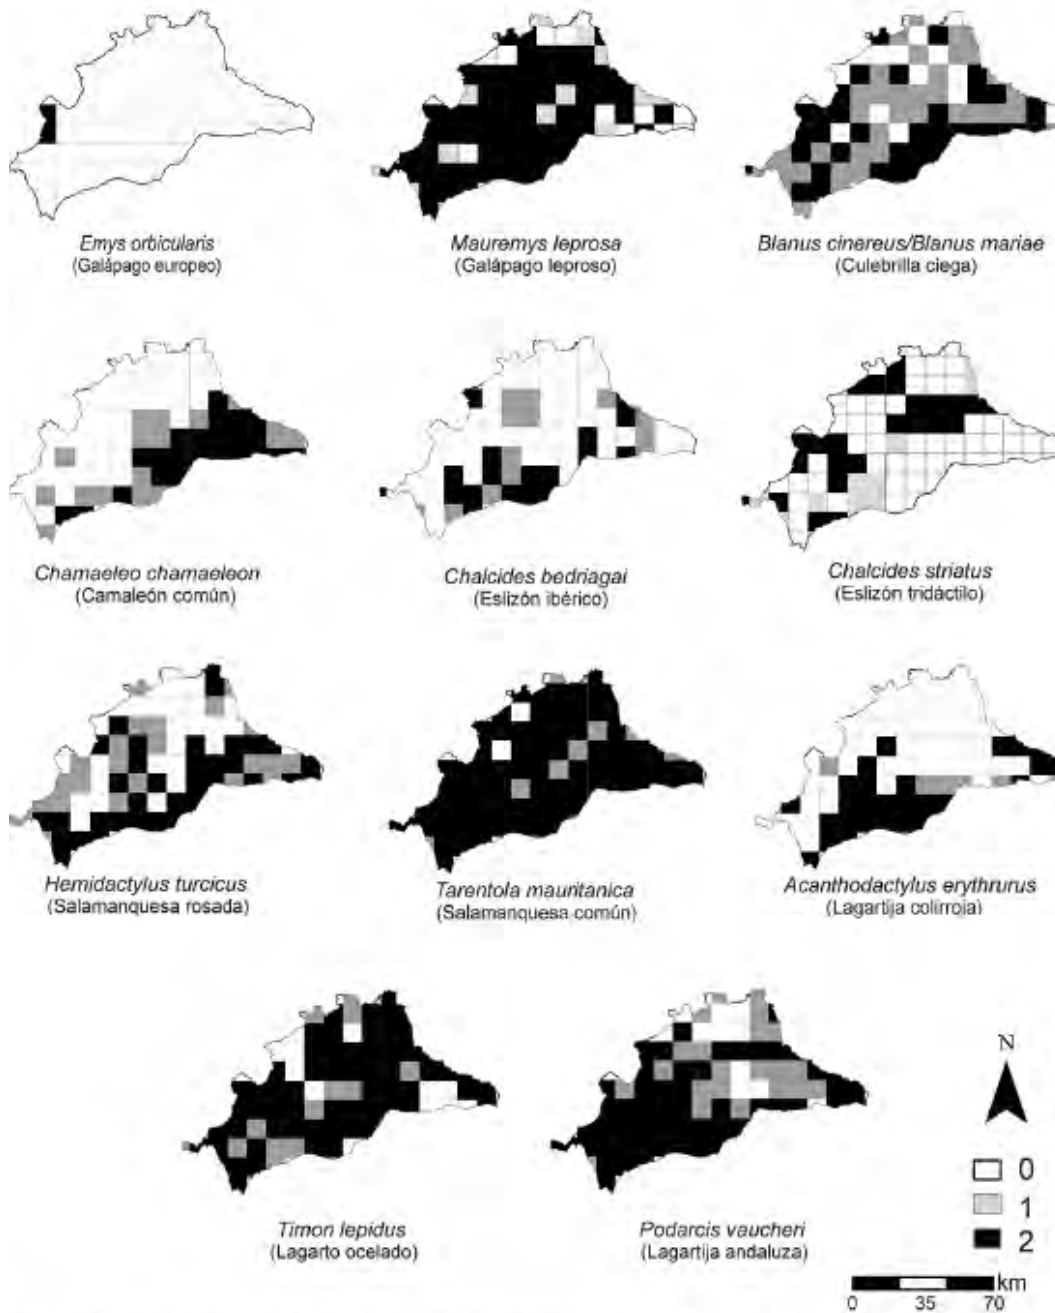 Emys orbicularis
(Galápago europeo)
Mauremys leprosa
(Galápago leproso)
Blanus cinereus/Blanus mariae
(Culebrilla ciega)
Chamaeleo chamaeleon
(Camaleón común)
Chalcides bedriagai
(Eslizón ibérico)
Chalcides striatus
(Eslizón tridáctilo)
Hemidactylus turcicus
(Salamanquesa rosada)
Tarentola mauritanica
(Salamanquesa común)
Acanthodactylus erythrurus
(Lagartija colirroja)
Timon lepidus
(Lagarto ocelado)
Podarcis vaucheri
(Lagartija andaluza)
N
0
1
2
km
0 35 70